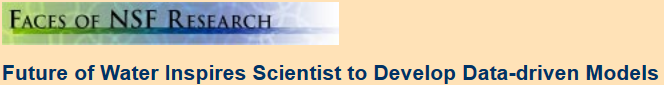 Faces of NSF Research
Future of Water Inspires Scientist to Develop Data-driven Models